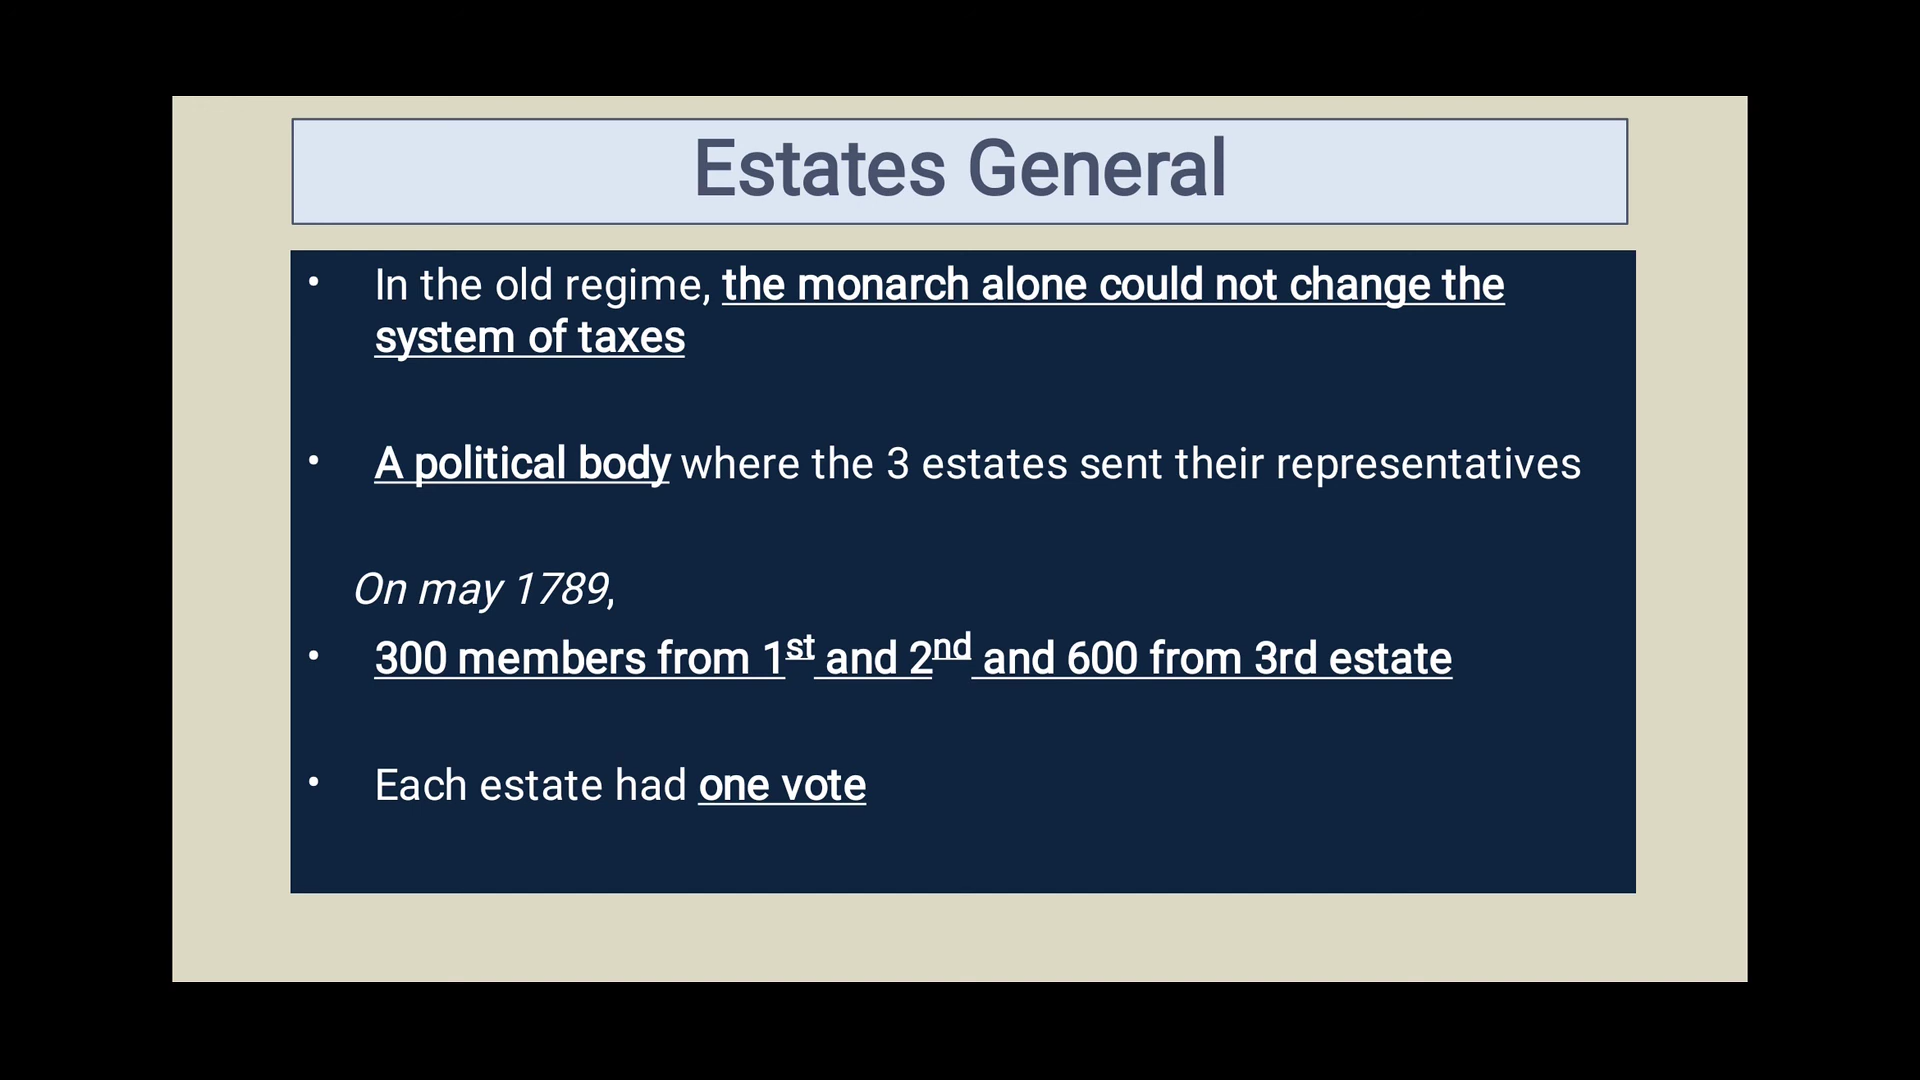 Estates General
• In the old regime, the monarch alone could not change the
system of taxes
• A political body where the 3 estates sent their representatives
On may 1789,
• 300 members from 1st and 2nd and 600 from 3rd estate
• Each estate had one vote